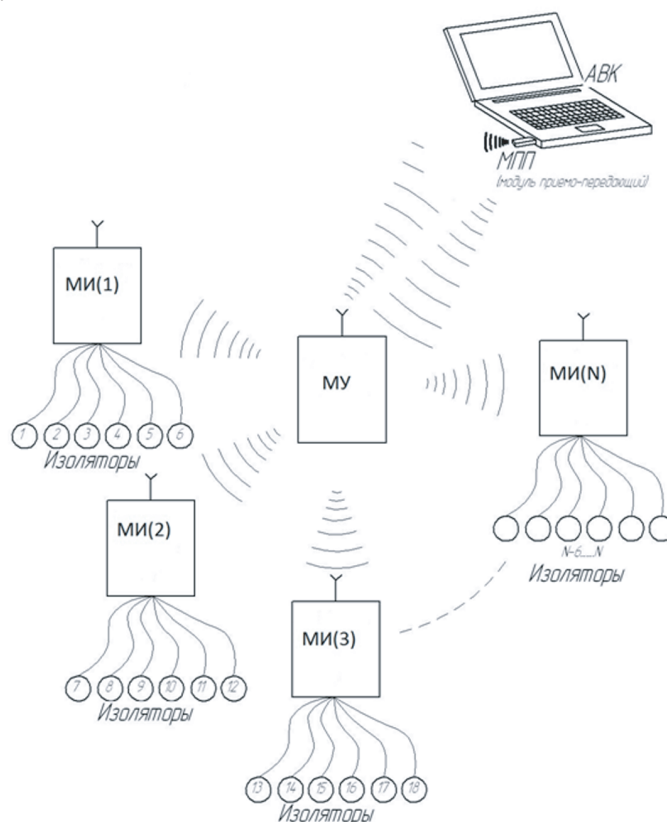 АВК
МПП
(модуль приемо-передающий)
МИ(1)
МУ
МИ(N)
1 2 3 4 5 6
Изоляторы
МИ(2)
N-6.....N
Изоляторы
МИ(3)
7 8 9 10 11 12
Изоляторы
13 14 15 16 17 18
Изоляторы